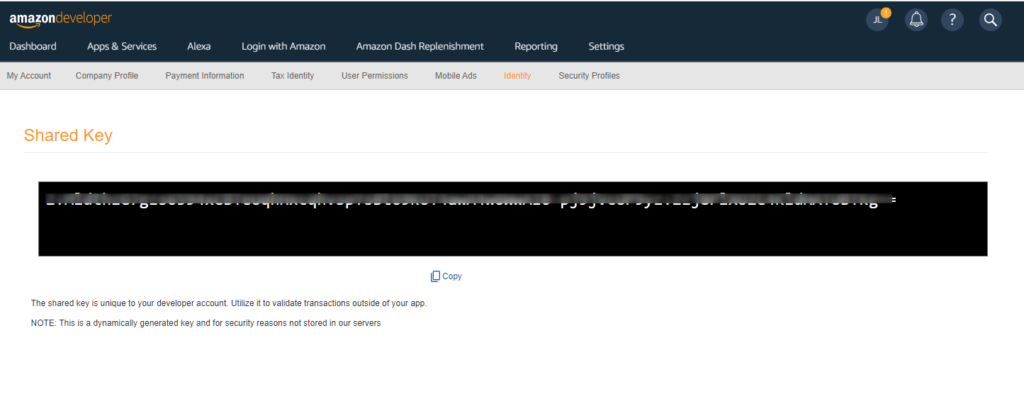 amazondeveloper
JL 1 ?
Dashboard Apps & Services Alexa Login with Amazon Amazon Dash Replenishment Reporting Settings
My Account Company Profile Payment Information Tax Identity User Permissions Mobile Ads Identity Security Profiles
Shared Key
Copy
The shared key is unique to your developer account. Utilize it to validate transactions outside of your app.
NOTE: This is a dynamically generated key and for security reasons not stored in our servers